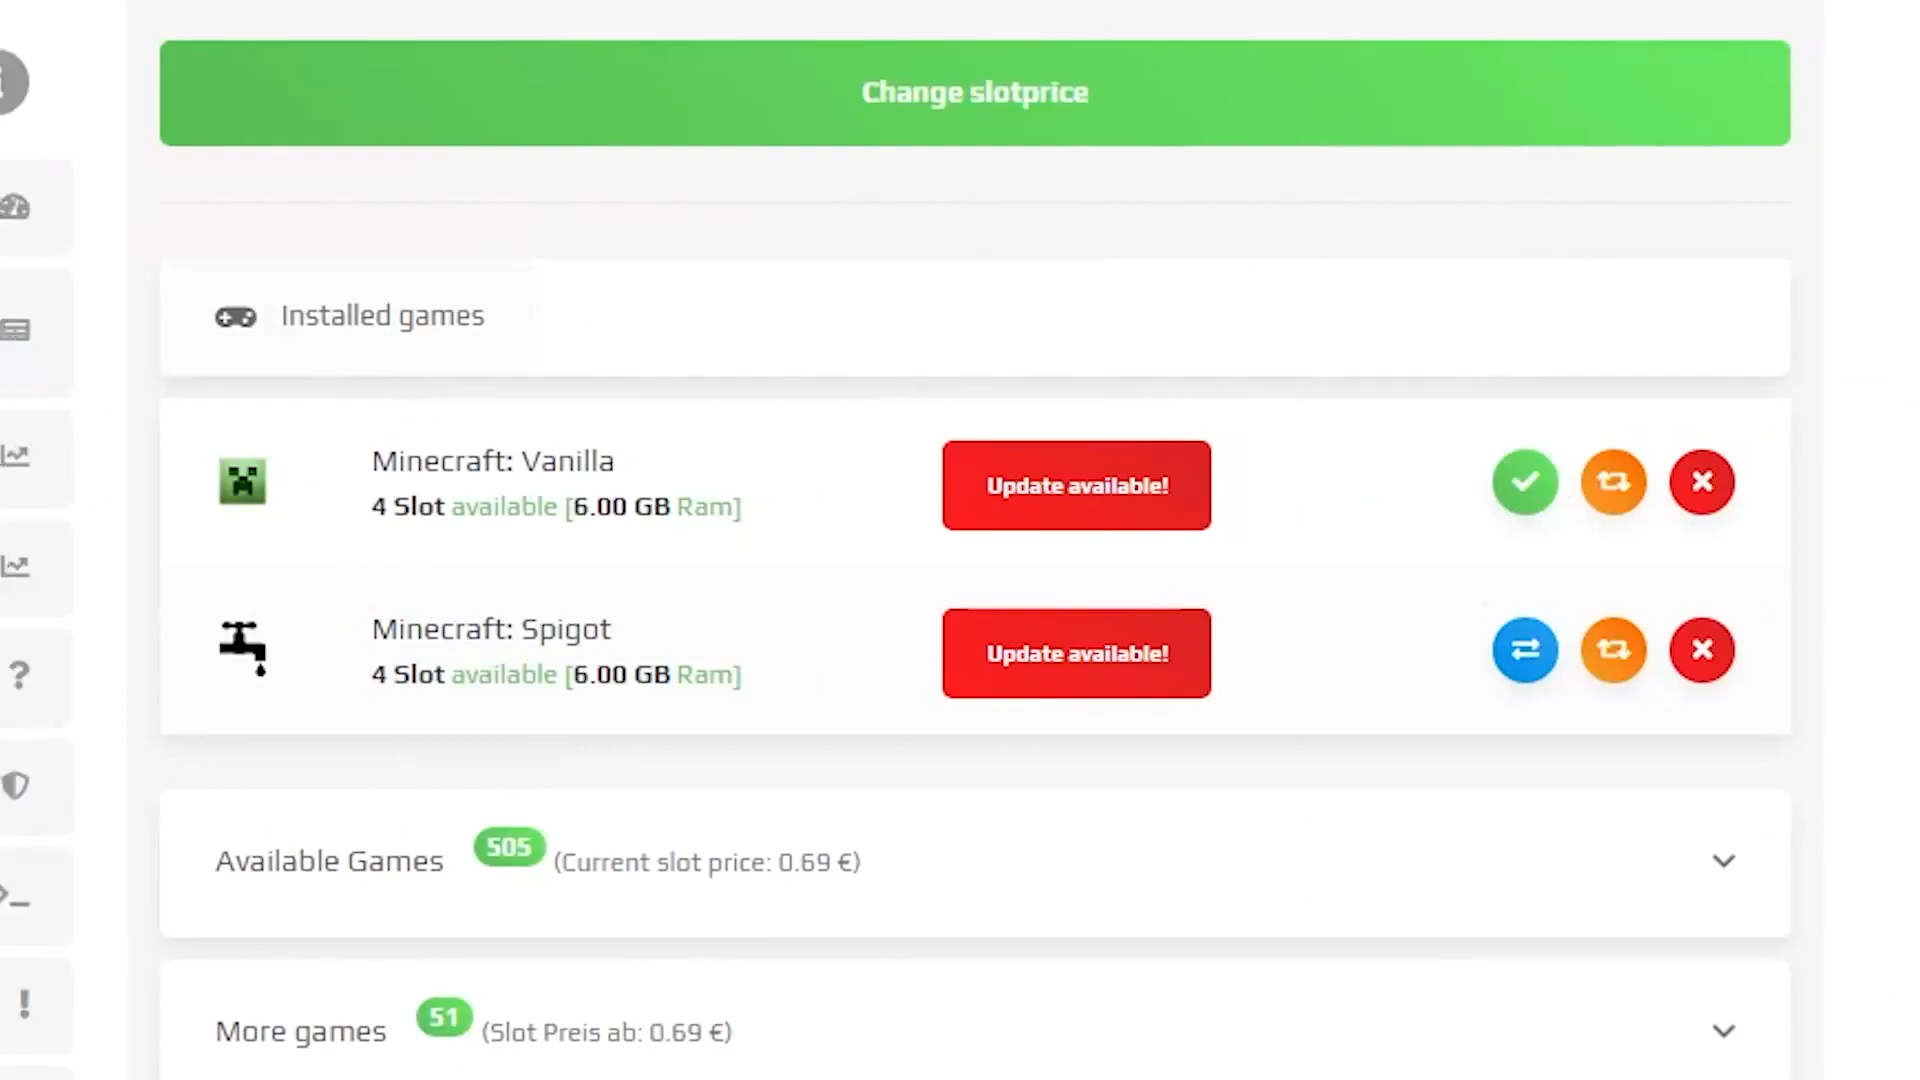 Change slotprice
Installed games
Minecraft: Vanilla
4 Slot available [6.00 GB Ram]
Update available!
Minecraft: Spigot
4 Slot available [6.00 GB Ram]
Update available!
Available Games 505 (Current slot price: 0.69 €)
More games 51 (Slot Preis ab: 0.69 €)